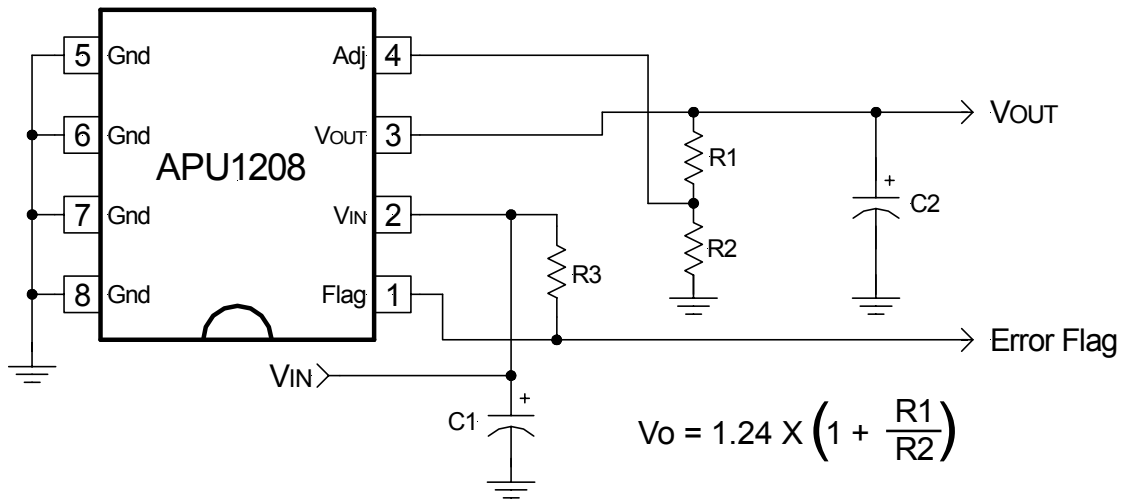 5 Gnd Adj 4
VOUT
6 Gnd VOUT 3
R1
APU1208
7 Gnd VIN 2
C2
+
R2
R3
8 Gnd Flag 1
Error Flag
VIN
+
C1
Vo = 1.24 X (1 + R1/R2)